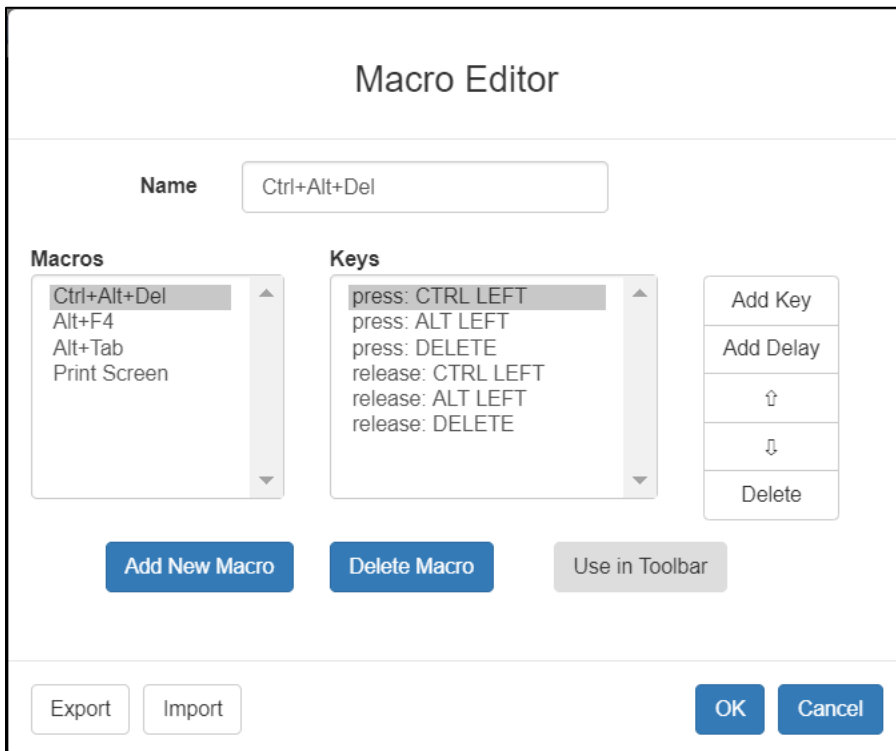 Macro Editor
Name
Ctrl+Alt+Del
Macros
Ctrl+Alt+Del
Alt+F4
Alt+Tab
Print Screen
Keys
press: CTRL LEFT
press: ALT LEFT
press: DELETE
release: CTRL LEFT
release: ALT LEFT
release: DELETE
Add Key
Add Delay
⇧
⇩
Delete
Add New Macro
Delete Macro
Use in Toolbar
Export
Import
OK
Cancel